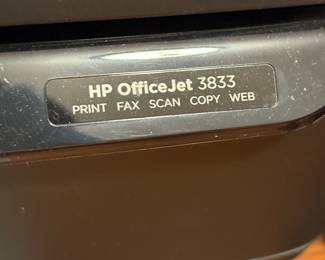 HP OfficeJet 3833
PRINT FAX SCAN COPY WEB